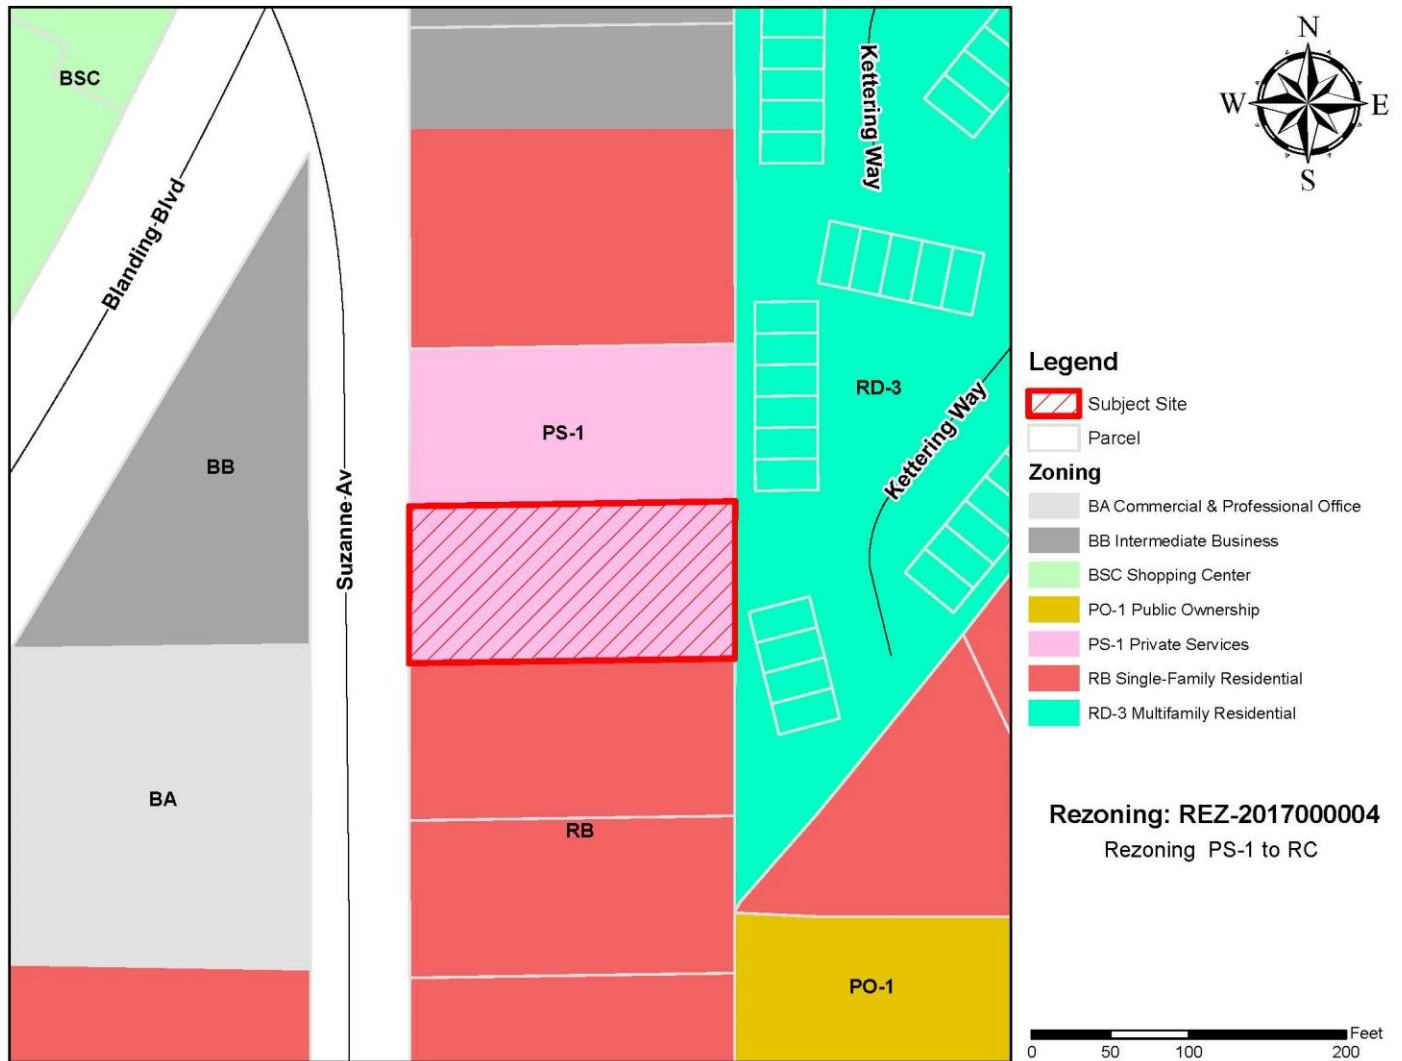 BSC
Blanding Blvd
BB
BA
Suzanne Av
PS-1
RB
Kettering Way
RD-3
Kettering Way
PO-1
N
W
E
S
Legend
Subject Site
Parcel
Zoning
BA Commercial & Professional Office
BB Intermediate Business
BSC Shopping Center
PO-1 Public Ownership
PS-1 Private Services
RB Single-Family Residential
RD-3 Multifamily Residential
Rezoning: REZ-2017000004
Rezoning PS-1 to RC
Feet
0 50 100 200